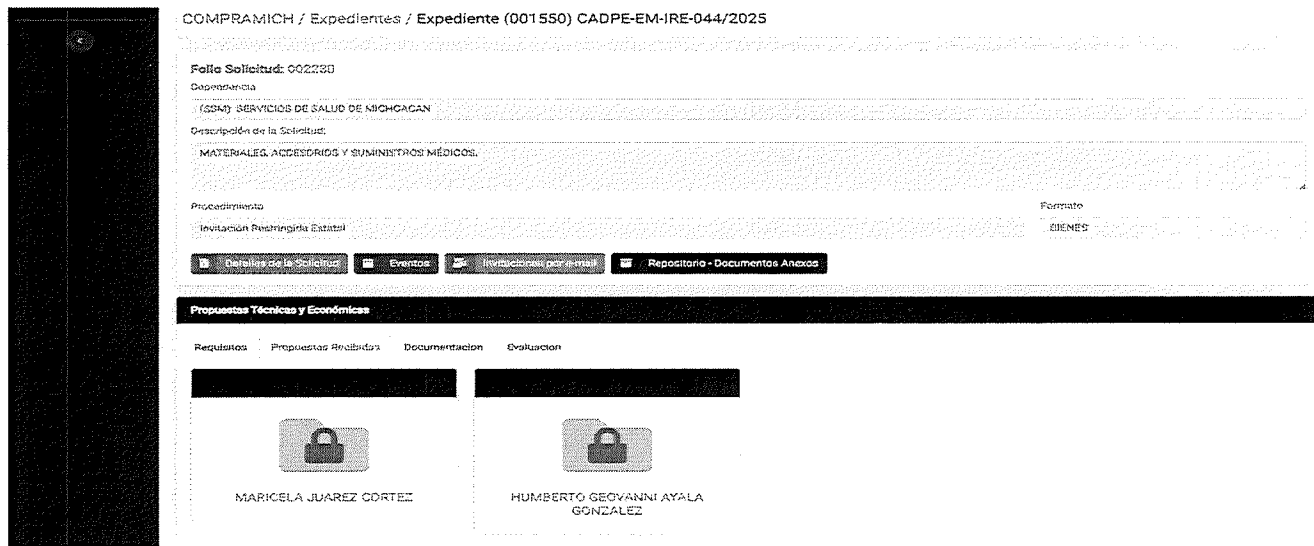 COMPRAMICH / Expedientes / Expediente (001550) CADPE-EM-IRE-044/2025
Folio Solicitud: 002230
Dependencia
(SSM) SERVICIOS DE SALUD DE MICHOACAN
Descripción de la Solicitud:
MATERIALES, ACCESORIOS Y SUMINISTROS MÉDICOS.
Procedimiento Formato
Invitación Restringida Estatal BIENES
Detalles de la Solicitud Eventos Invitaciones por e-mail Repositorio - Documentos Anexos
Propuestas Técnicas y Económicas
Requisitos Propuestas Recibidas Documentacion Evaluacion
MARICELA JUAREZ CORTEZ HUMBERTO GEOVANNI AYALA
GONZALEZ